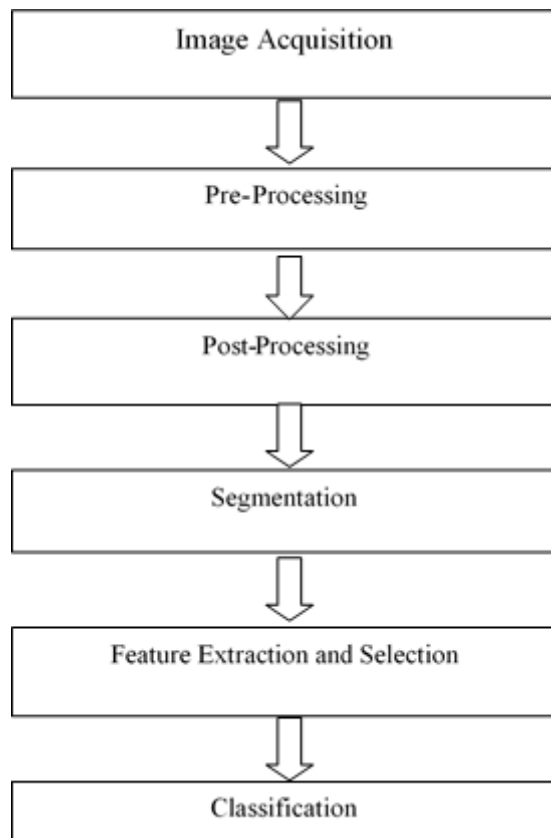 Image Acquisition
Pre-Processing
Post-Processing
Segmentation
Feature Extraction and Selection
Classification